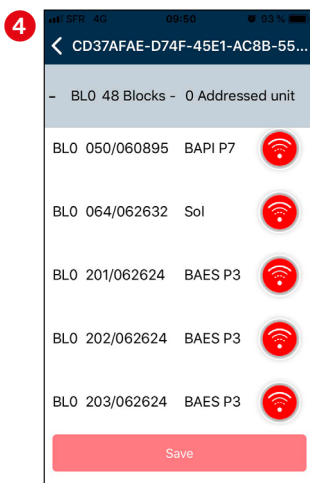 4
SFR 4G 09:50 93 %
CD37AFAE-D74F-45E1-AC8B-55...
- BL0 48 Blocks - 0 Addressed unit
BL0 050/060895 BAPI P7
BL0 064/062632 Sol
BL0 201/062624 BAES P3
BL0 202/062624 BAES P3
BL0 203/062624 BAES P3
Save